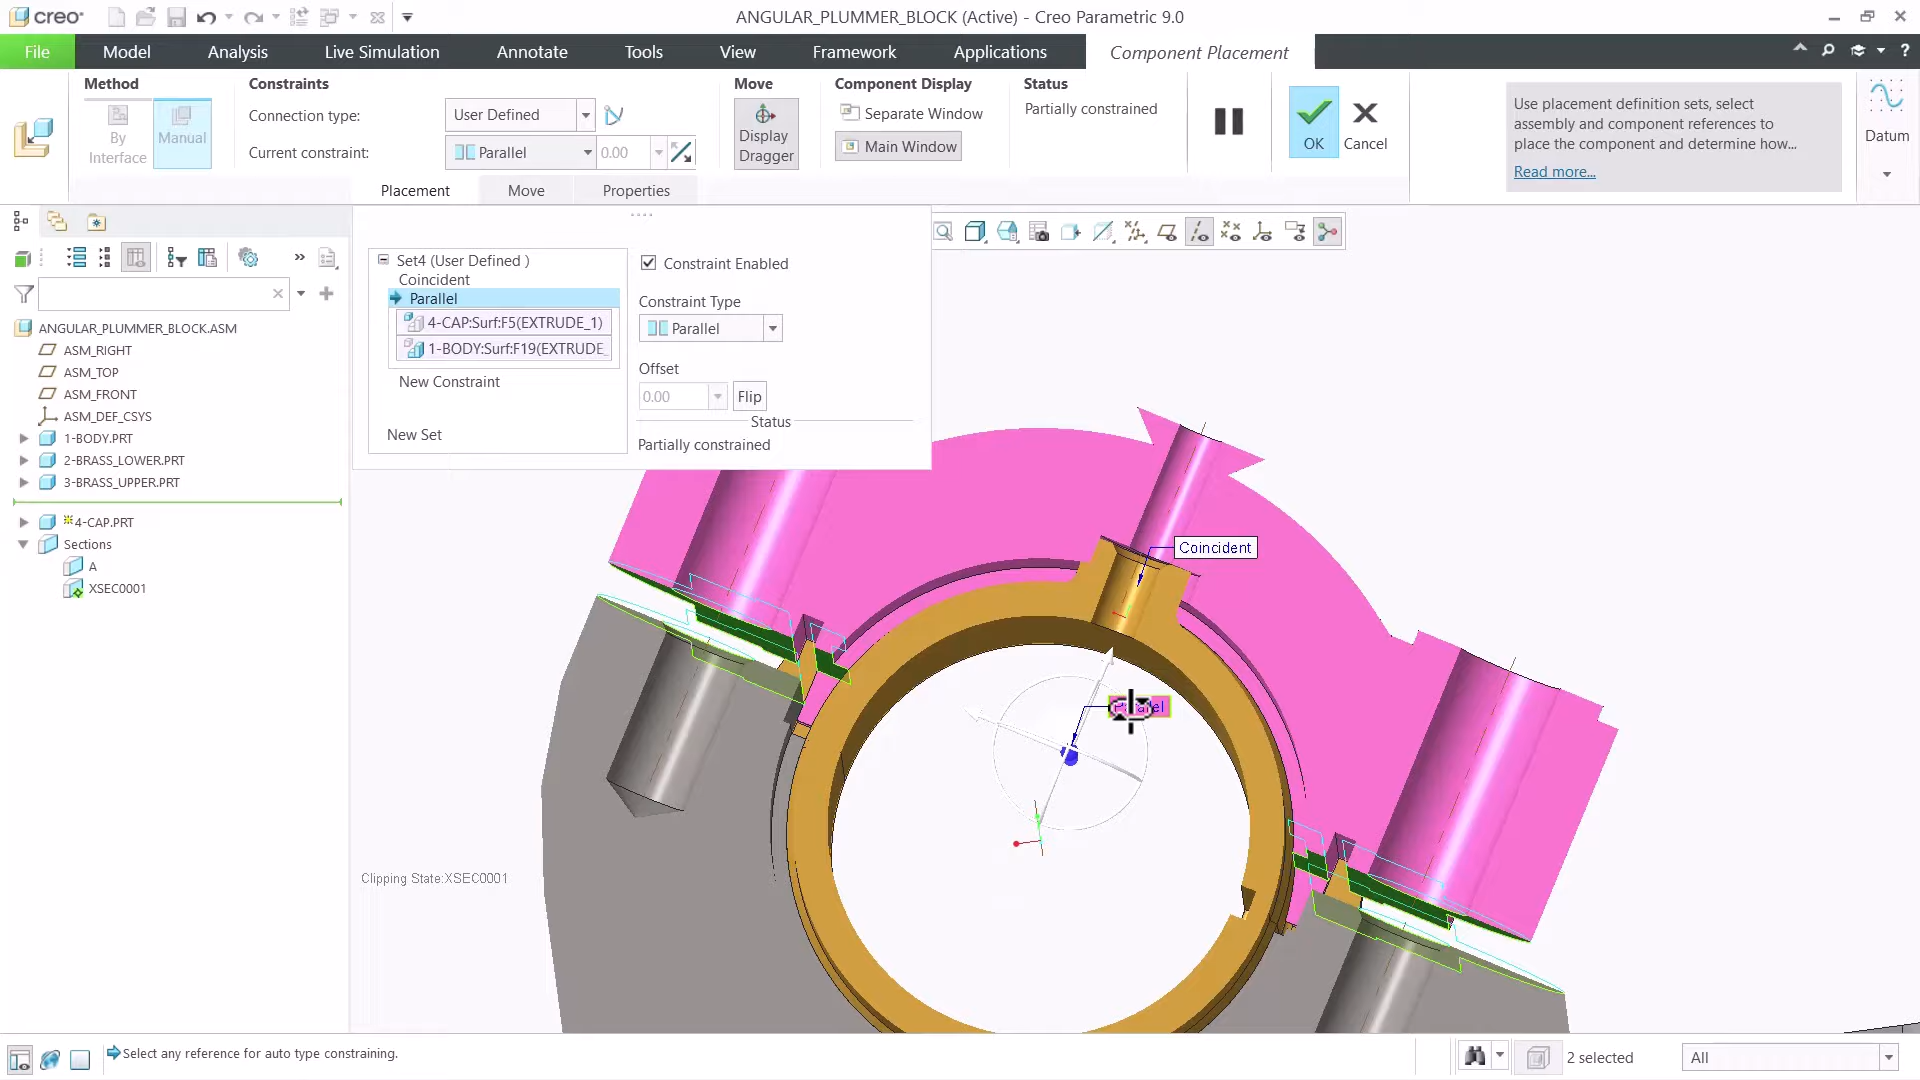 creo
ANGULAR_PLUMMER_BLOCK (Active) - Creo Parametric 9.0
File Model Analysis Live Simulation Annotate Tools View Framework Applications Component Placement
Method Constraints Move Component Display Status
By Interface
Manual
Connection type: User Defined
Current constraint: Parallel 0.00
Display Dragger
Separate Window
Main Window
Partially constrained
OK
Cancel
Use placement definition sets, select
assembly and component references to
place the component and determine how...
Read more...
Datum
Placement Move Properties
Set4 (User Defined )
Coincident
Parallel
4-CAP:Surf:F5(EXTRUDE_1)
1-BODY:Surf:F19(EXTRUDE_
New Constraint
New Set
Constraint Enabled
Constraint Type
Parallel
Offset
0.00 Flip
Status
Partially constrained
ANGULAR_PLUMMER_BLOCK.ASM
ASM_RIGHT
ASM_TOP
ASM_FRONT
ASM_DEF_CSYS
1-BODY.PRT
2-BRASS_LOWER.PRT
3-BRASS_UPPER.PRT
4-CAP.PRT
Sections
A
XSEC0001
Coincident
Clipping State:XSEC0001
Select any reference for auto type constraining.
2 selected
All